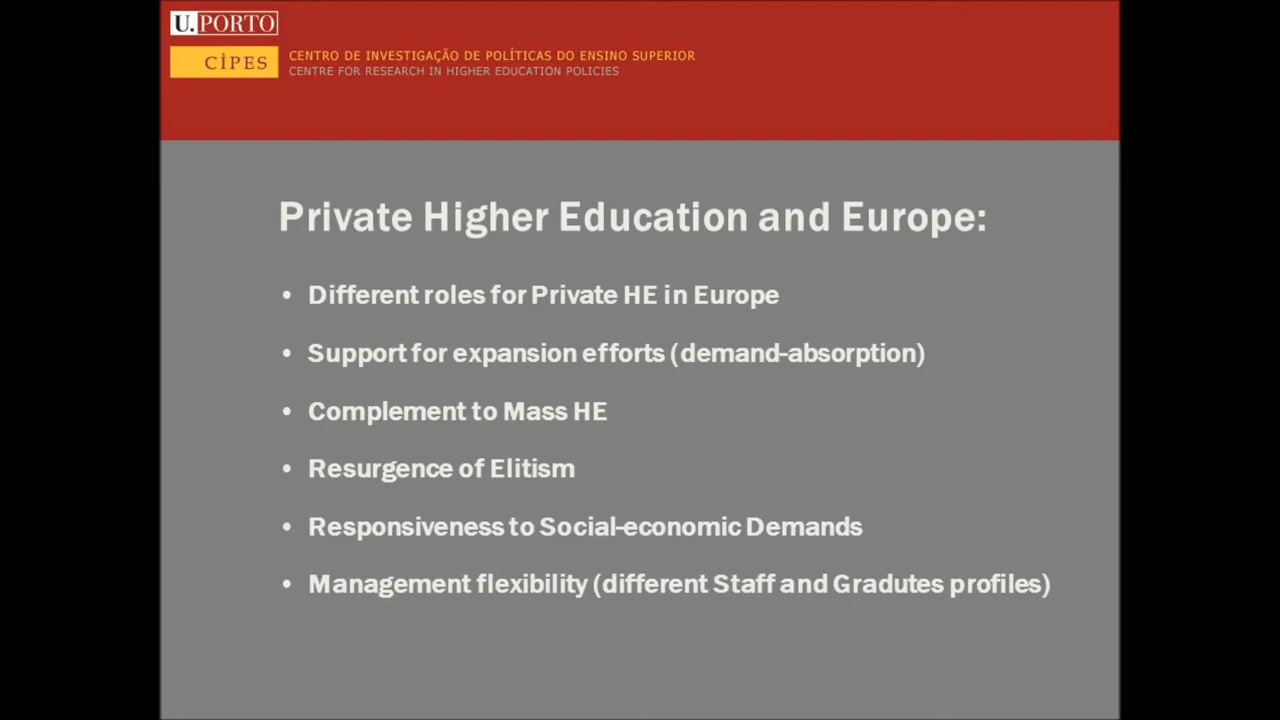 U.PORTO
CİPES
CENTRO DE INVESTIGAÇÃO DE POLÍTICAS DO ENSINO SUPERIOR
CENTRE FOR RESEARCH IN HIGHER EDUCATION POLICIES
Private Higher Education and Europe:
• Different roles for Private HE in Europe
• Support for expansion efforts (demand-absorption)
• Complement to Mass HE
• Resurgence of Elitism
• Responsiveness to Social-economic Demands
• Management flexibility (different Staff and Gradutes profiles)